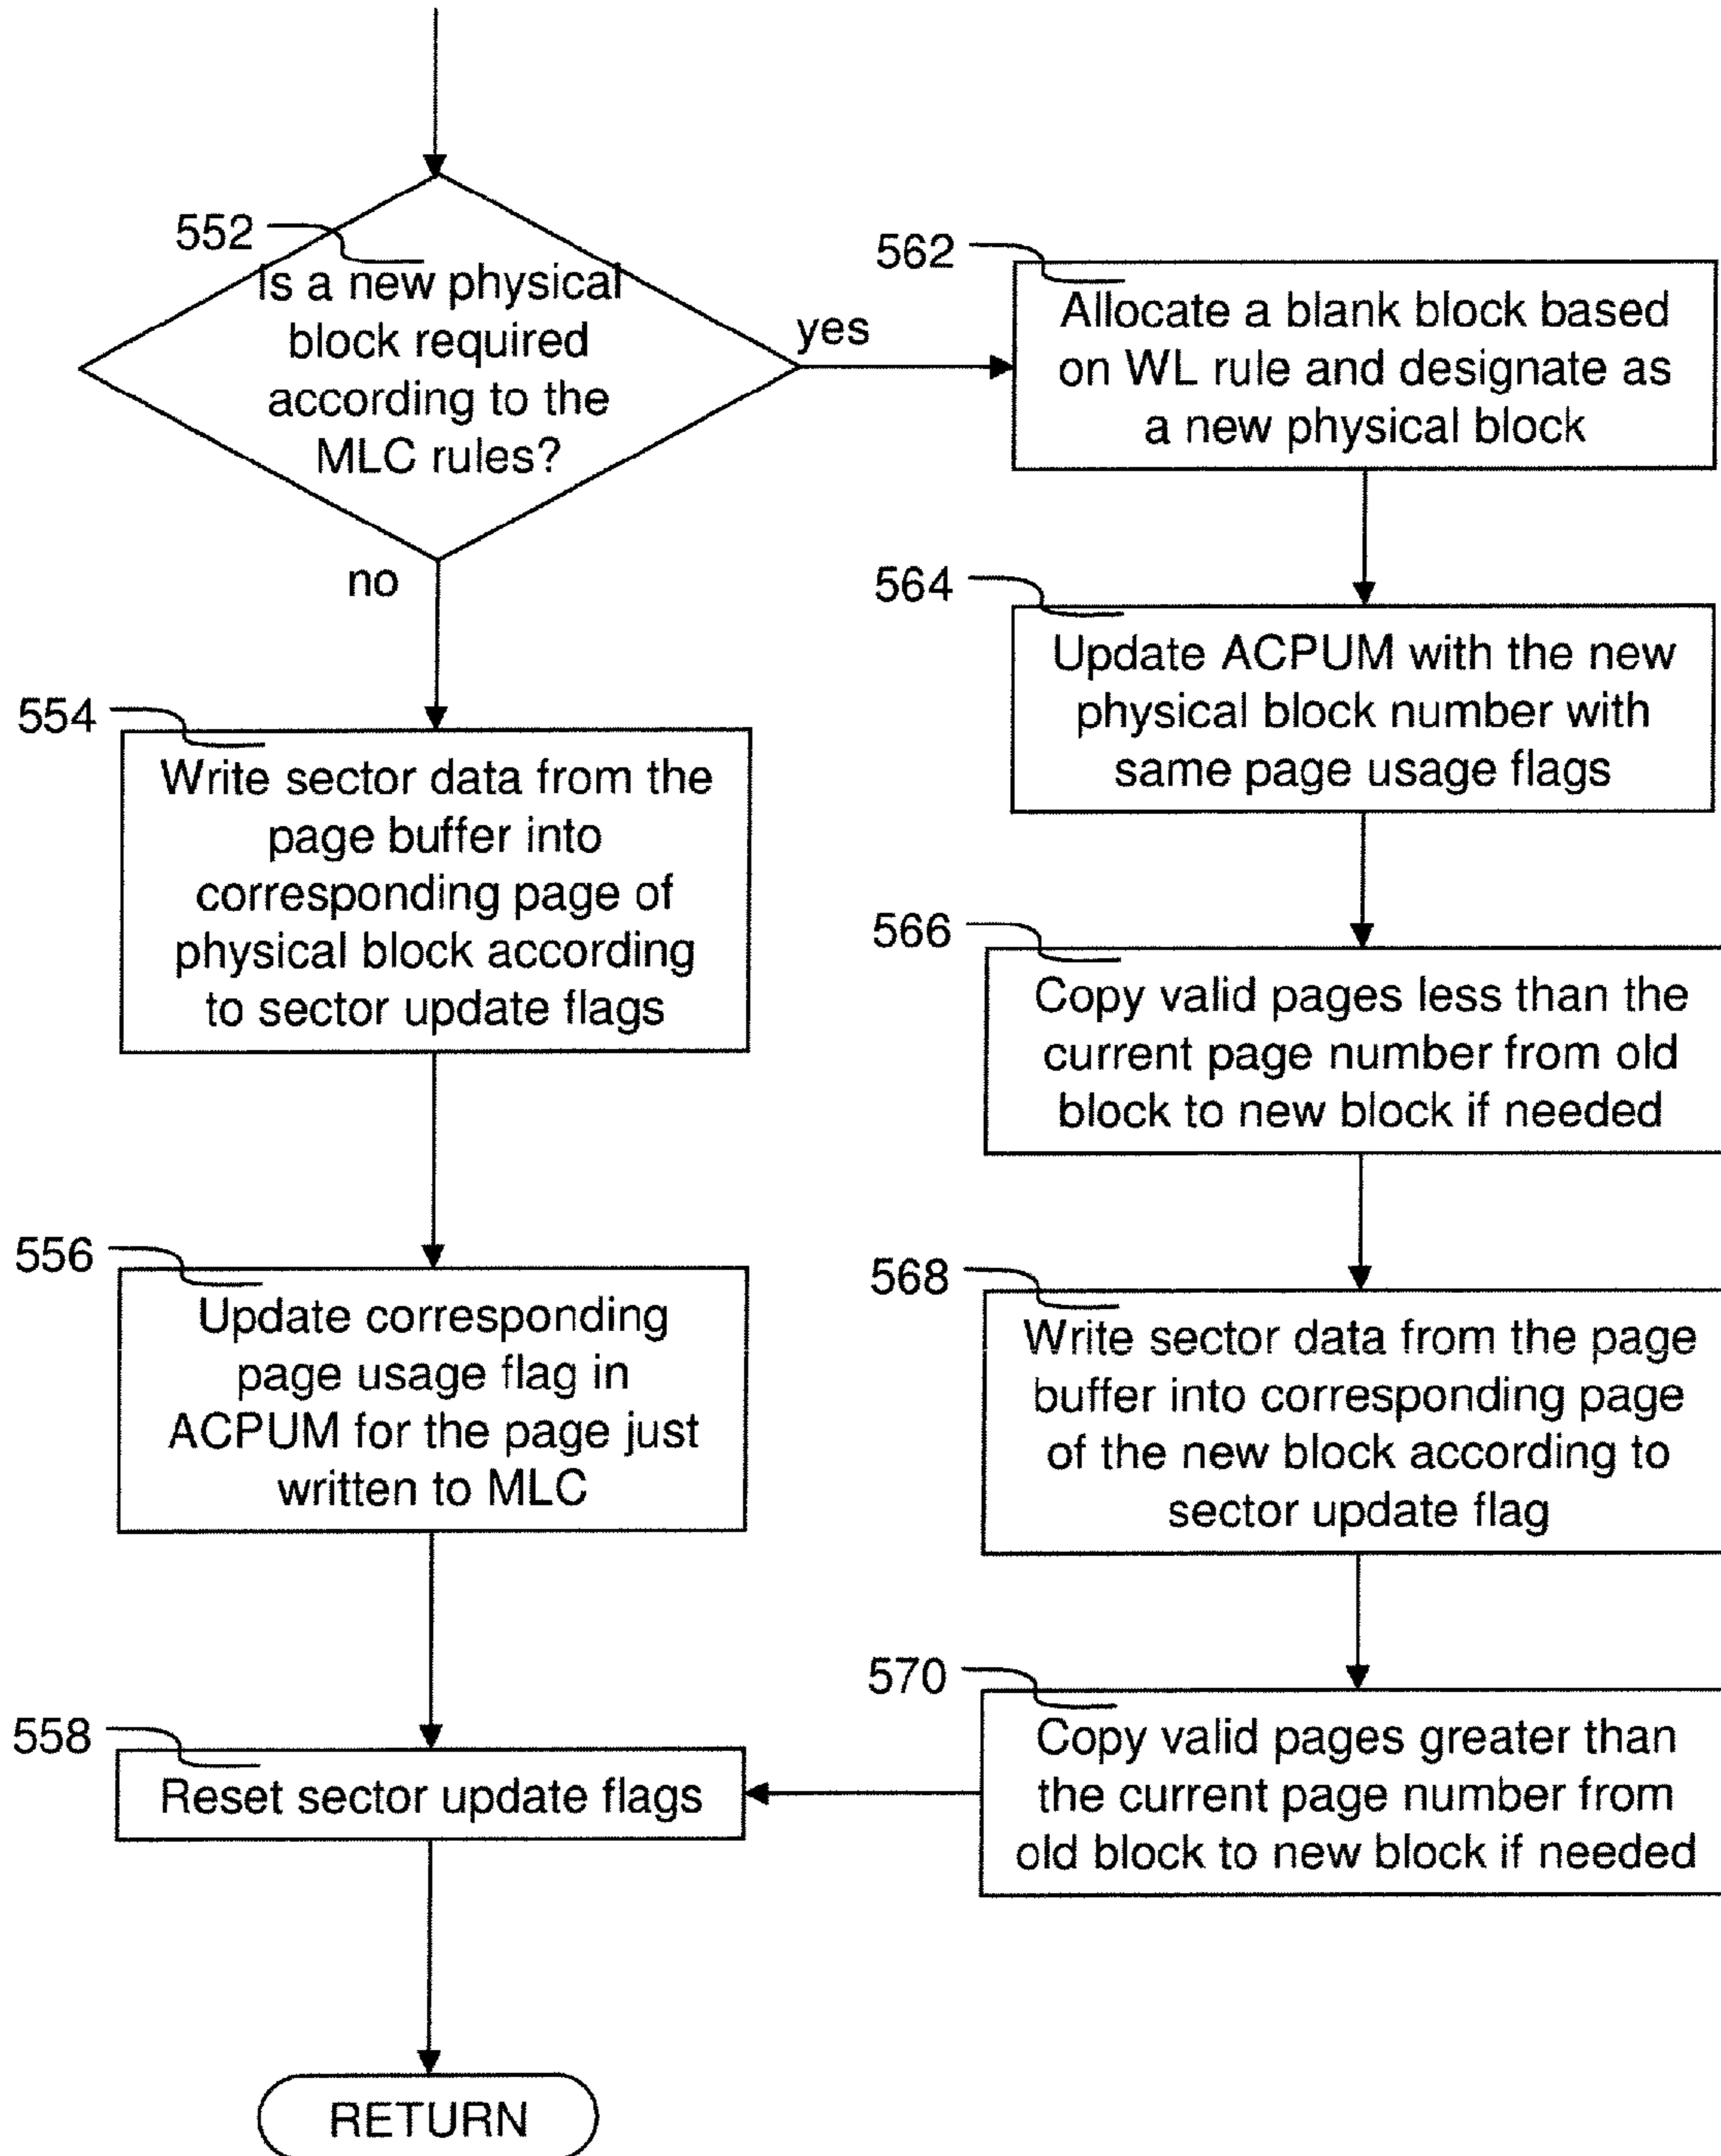 552
Is a new physical
block required
according to the
MLC rules?
yes
no
562
Allocate a blank block based
on WL rule and designate as
a new physical block
564
Update ACPUM with the new
physical block number with
same page usage flags
554
Write sector data from the
page buffer into
corresponding page of
physical block according
to sector update flags
566
Copy valid pages less than the
current page number from old
block to new block if needed
556
Update corresponding
page usage flag in
ACPUM for the page just
written to MLC
568
Write sector data from the page
buffer into corresponding page
of the new block according to
sector update flag
570
Copy valid pages greater than
the current page number from
old block to new block if needed
558
Reset sector update flags
RETURN